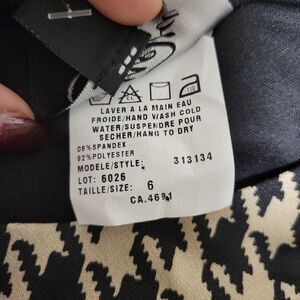 LAVER A LA MAIN EAU
FROIDE/HAND WASH COLD
WATER/SUSPENDRE POUR
SECHER/HANG TO DRY
08%SPANDEX
92%POLYESTER
MODELE/STYLE: 313134
LOT: 6026
TAILLE/SIZE: 6
CA.4691